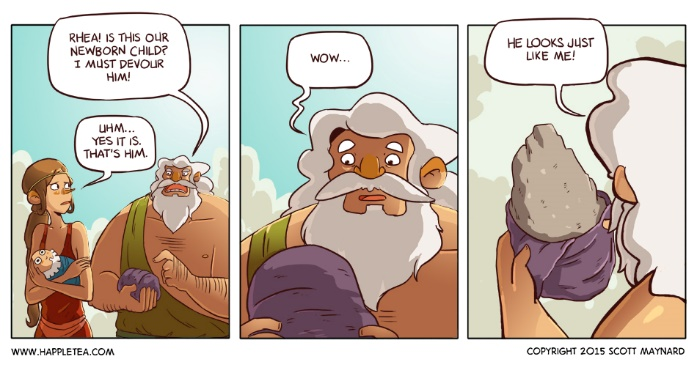 RHEA! IS THIS OUR
NEWBORN CHILD?
I MUST DEVOUR
HIM!
UHM...
YES IT IS.
THAT'S HIM.
WOW...
HE LOOKS JUST
LIKE ME!
WWW.HAPPLETEA.COM
COPYRIGHT 2015 SCOTT MAYNARD